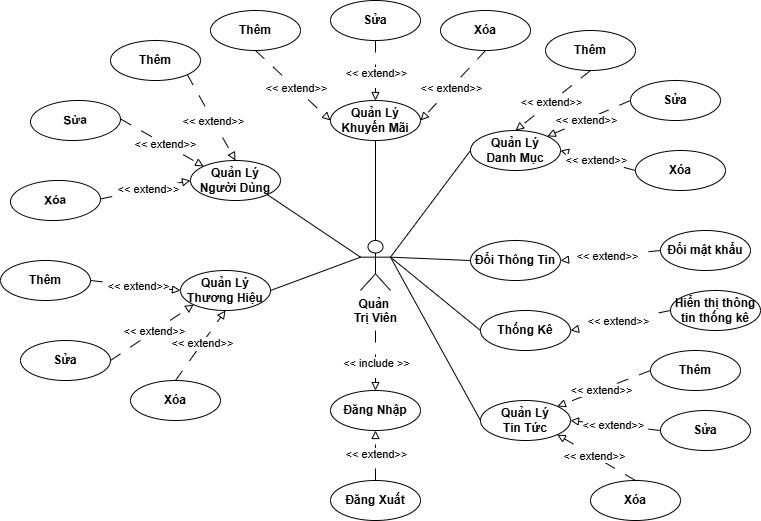 Thêm
Sửa
Xóa
Thêm
Thêm
<< extend>>
<< extend>>
<< extend>>
<< extend>>
Sửa
<< extend>>
Quản Lý
Khuyến Mãi
Sửa
<< extend>>
<< extend>>
Quản Lý
Danh Mục
<< extend>>
Xóa
Xóa
<< extend>>
Quản Lý
Người Dùng
Đổi Thông Tin
<< extend>>
Đổi mật khẩu
Thêm
<< extend>>
Quản Lý
Thương Hiệu
Quản
Trị Viên
Hiển thị thông
tin thống kê
Thống Kê
<< extend>>
Sửa
<< extend>>
<< extend>>
Xóa
<< include >>
Thêm
<< extend>>
Đăng Nhập
Quản Lý
Tin Tức
<< extend>>
Sửa
<< extend>>
<< extend>>
Đăng Xuất
Xóa